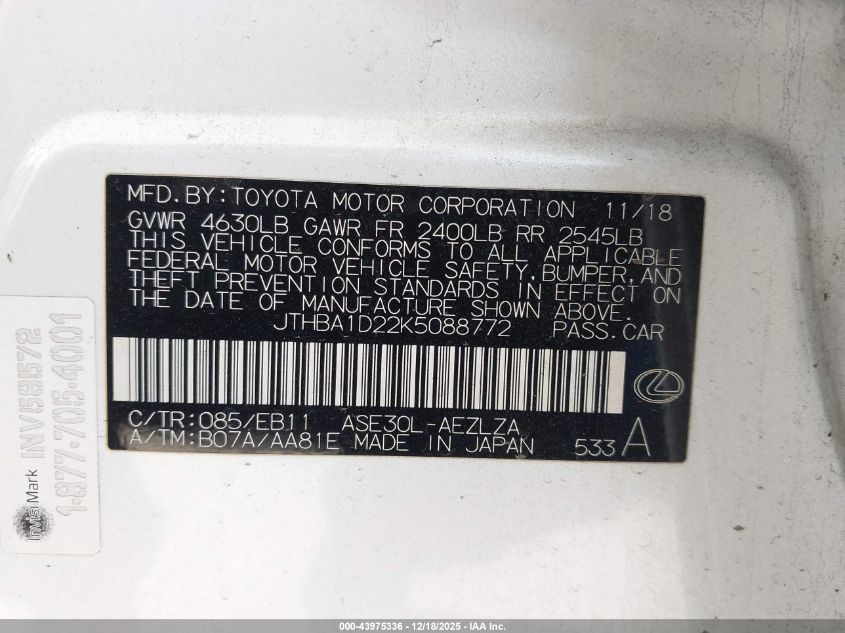 MFD.BY:TOYOTA MOTOR CORPORATION 11/18
GVWR 4630LB GAWR FR 2400LB RR 2545LB
THIS VEHICLE CONFORMS TO ALL APPLICABLE
FEDERAL MOTOR VEHICLE SAFETY,BUMPER,AND
THEFT PREVENTION STANDARDS IN EFFECT ON
THE DATE OF MANUFACTURE SHOWN ABOVE.
JTHBA1D22K5088772 PASS.CAR
C/TR:085/EB11 ASE30L-AEZLZA
A/TM:B07A/AA81E MADE IN JAPAN 533 A
InvisiMark
INV58572
1-877-705-4001
000-43975336 - 12/18/2025 - IAA Inc.